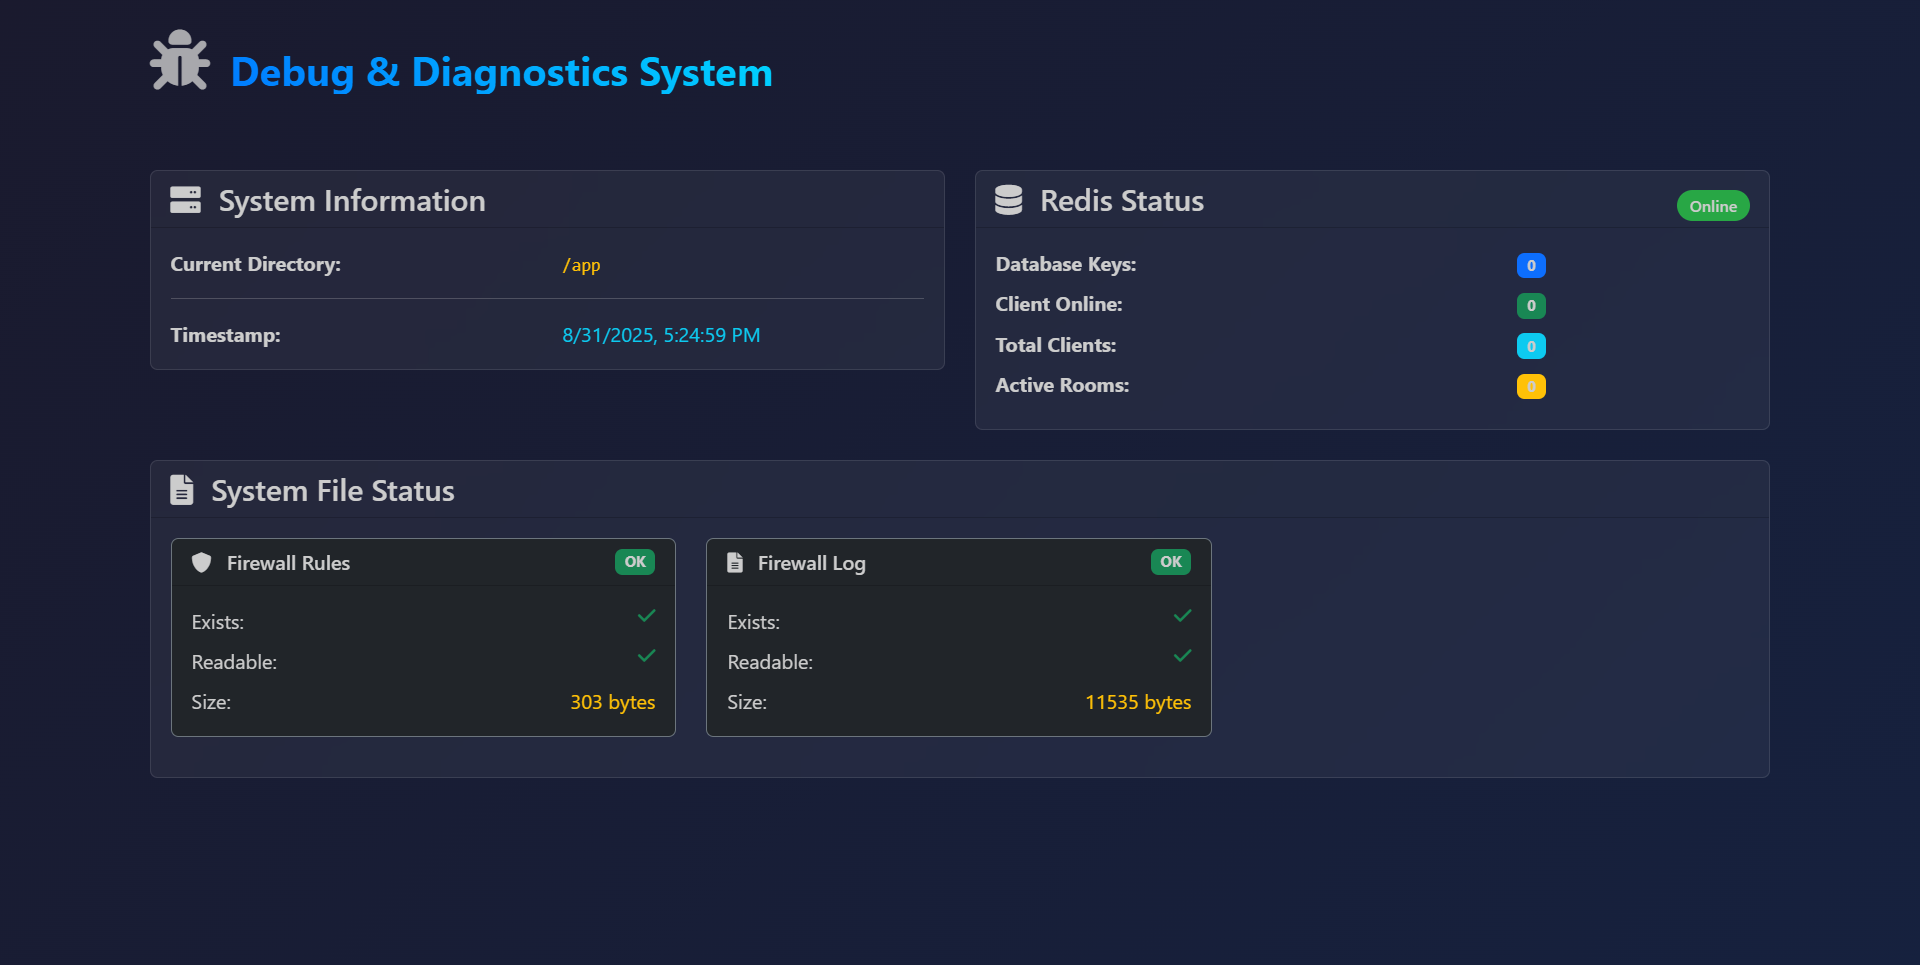 Debug & Diagnostics System
System Information
Current Directory: /app
Timestamp: 8/31/2025, 5:24:59 PM
Redis Status Online
Database Keys: 0
Client Online: 0
Total Clients: 0
Active Rooms: 0
System File Status
Firewall Rules OK
Exists:
Readable:
Size: 303 bytes
Firewall Log OK
Exists:
Readable:
Size: 11535 bytes